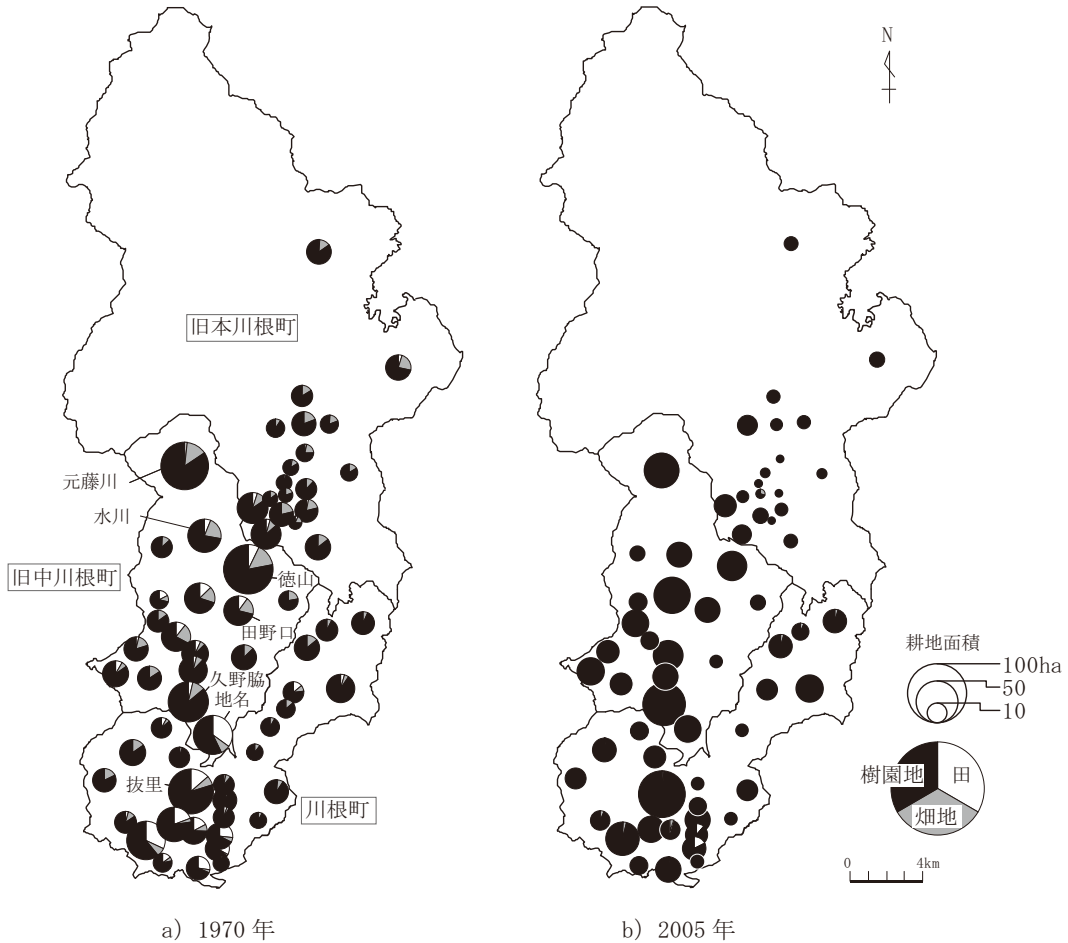 N
旧本川根町
元藤川
水川
旧中川根町
徳山
田野口
久野脇
地名
抜里
川根町
耕地面積
100ha
50
10
樹園地
田
畑地
0 4km
a) 1970 年
b) 2005 年